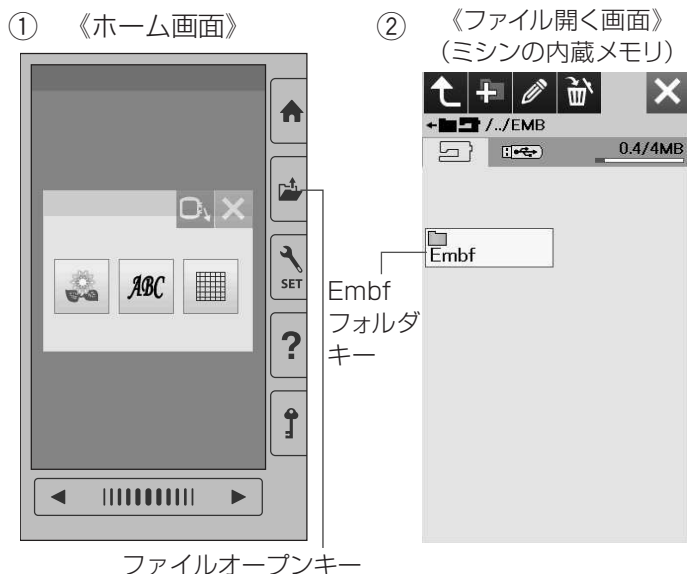 ① 《ホーム画面》
② 《ファイル開く画面》
（ミシンの内蔵メモリ）
ABC
SET
?
ファイルオープンキー
/../EMB
0.4/4MB
Embf
Embf
フォルダ
キー